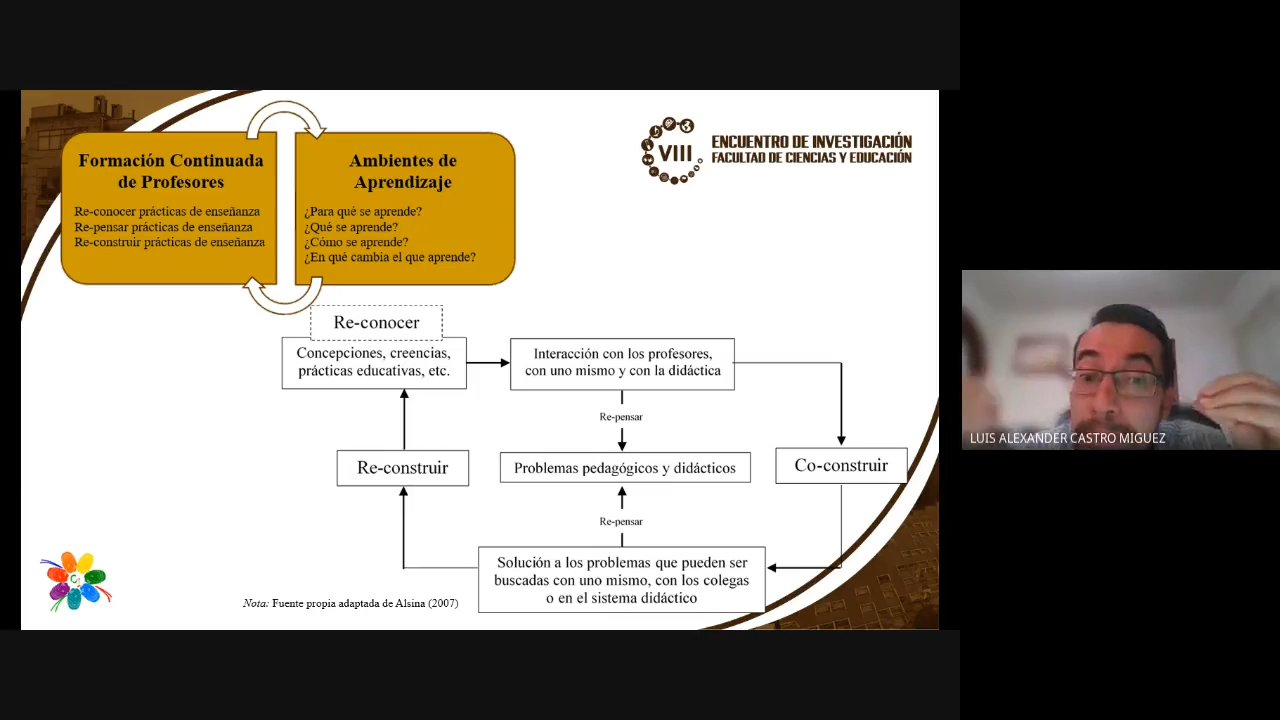 Formación Continuada
de Profesores
Re-conocer prácticas de enseñanza
Re-pensar prácticas de enseñanza
Re-construir prácticas de enseñanza
Ambientes de
Aprendizaje
¿Para qué se aprende?
¿Qué se aprende?
¿Cómo se aprende?
¿En qué cambia el que aprende?
VIII
ENCUENTRO DE INVESTIGACIÓN
FACULTAD DE CIENCIAS Y EDUCACIÓN
Re-conocer
Concepciones, creencias,
prácticas educativas, etc.
Interacción con los profesores,
con uno mismo y con la didáctica
Re-pensar
Re-construir
Problemas pedagógicos y didácticos
Co-construir
Re-pensar
Solución a los problemas que pueden ser
buscadas con uno mismo, con los colegas
o en el sistema didáctico
Nota: Fuente propia adaptada de Alsina (2007)
LUIS ALEXANDER CASTRO MIGUEZ